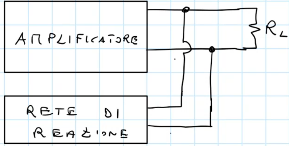 AMPLIFICATORE
RL
RETE DI
REAZIONE